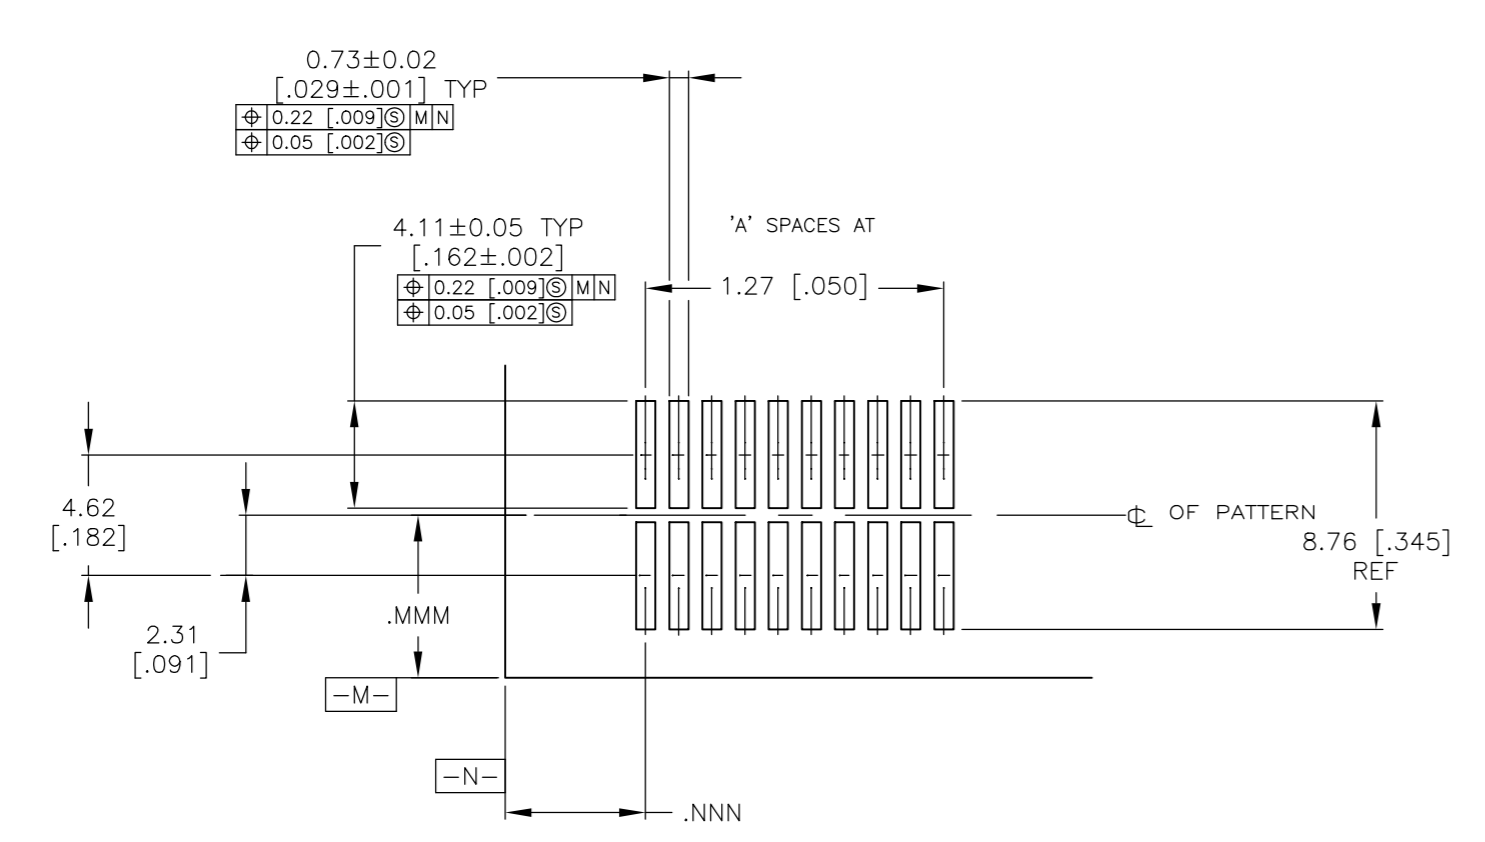 0.73±0.02
[.029±.001] TYP
⌖ 0.22 [.009]Ⓢ M N
⌖ 0.05 [.002]Ⓢ
4.11±0.05 TYP
[.162±.002]
⌖ 0.22 [.009]Ⓢ M N
⌖ 0.05 [.002]Ⓢ
'A' SPACES AT
1.27 [.050]
4.62
[.182]
℄ OF PATTERN
8.76 [.345]
REF
.MMM
2.31
[.091]
-M-
-N-
.NNN